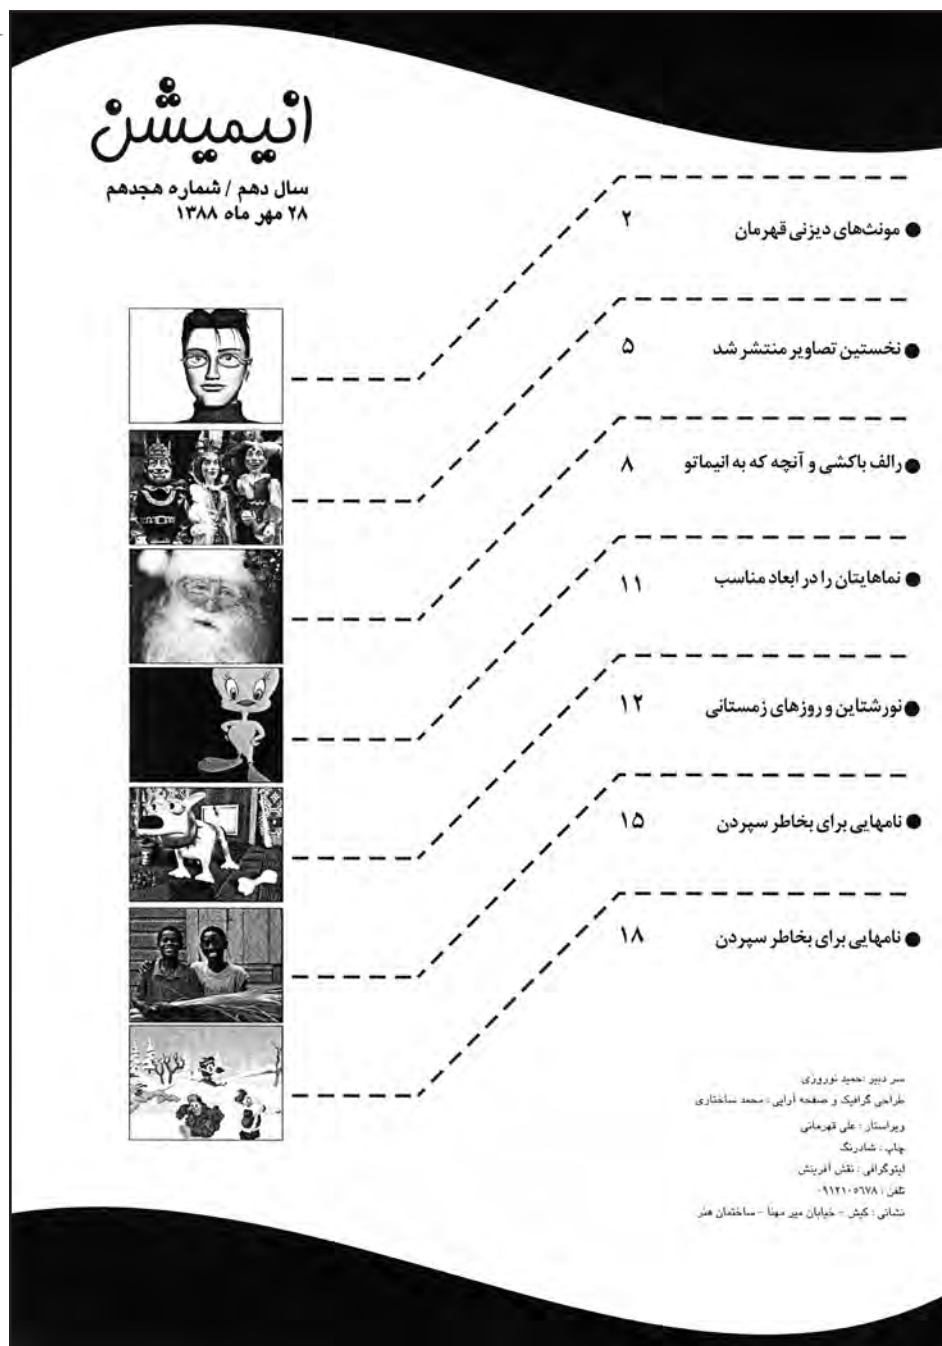 انیمیشن
سال دهم / شماره هجدهم
۲۸ مهر ماه ۱۳۸۸
● مونث‌های دیزنی قهرمان ۲
● نخستین تصاویر منتشر شد ۵
● رالف باکشی و آنچه که به انیماتو ۸
● نماهایتان را در ابعاد مناسب ۱۱
● نورشتاین و روزهای زمستانی ۱۲
● نامهایی برای بخاطر سپردن ۱۵
● نامهایی برای بخاطر سپردن ۱۸
سر دبیر :حمید نوروزی
طراحی گرافیک و صفحه آرایی : محمد ساختاری
ویراستار : علی قهرمانی
چاپ : شادرنگ
لیتوگرافی : نقش آفرینش
تلفن : ۰۹۱۲۱۰۵۶۷۸
نشانی : کیش - خیابان میر مهنا - ساختمان هنر